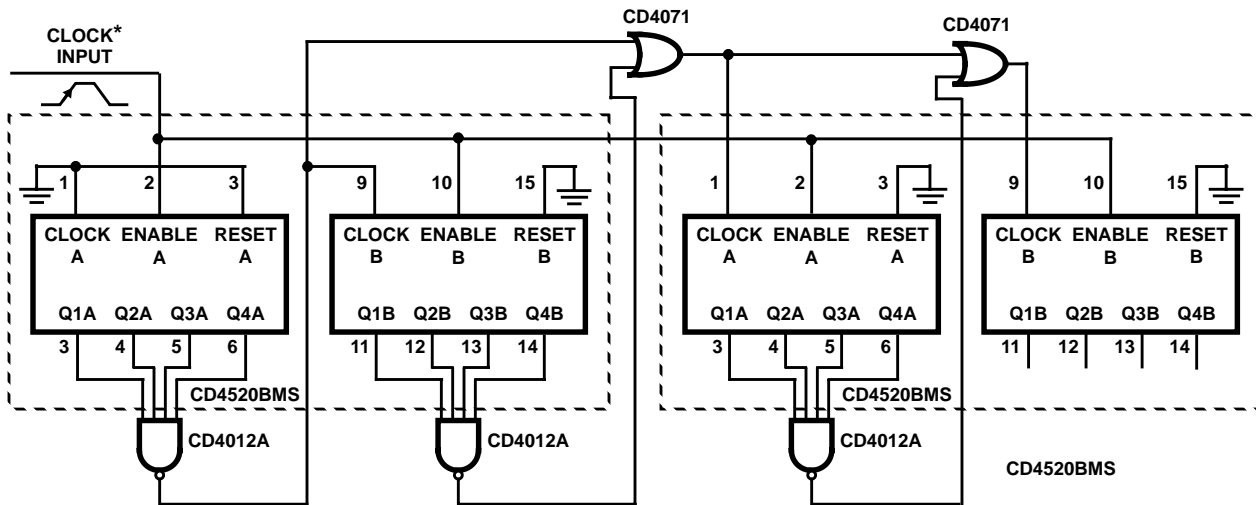 CD4071
CD4071
CLOCK*
INPUT
1 2 3 9 10 15 1 2 3 9 10 15
CLOCK ENABLE RESET CLOCK ENABLE RESET CLOCK ENABLE RESET CLOCK ENABLE RESET
A A A B B B A A A B B B
Q1A Q2A Q3A Q4A Q1B Q2B Q3B Q4B Q1A Q2A Q3A Q4A Q1B Q2B Q3B Q4B
3 4 5 6 11 12 13 14 3 4 5 6 11 12 13 14
CD4520BMS CD4520BMS
CD4012A CD4012A CD4012A
CD4520BMS